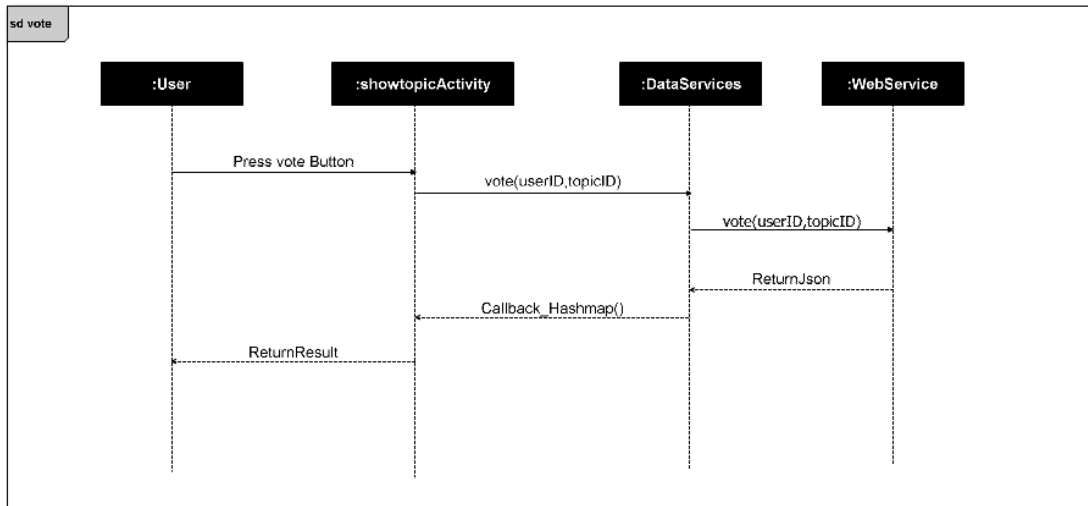 sd vote
:User
:showtopicActivity
:DataServices
:WebService
Press vote Button
vote(userID,topicID)
vote(userID,topicID)
ReturnJson
Callback_Hashmap()
ReturnResult